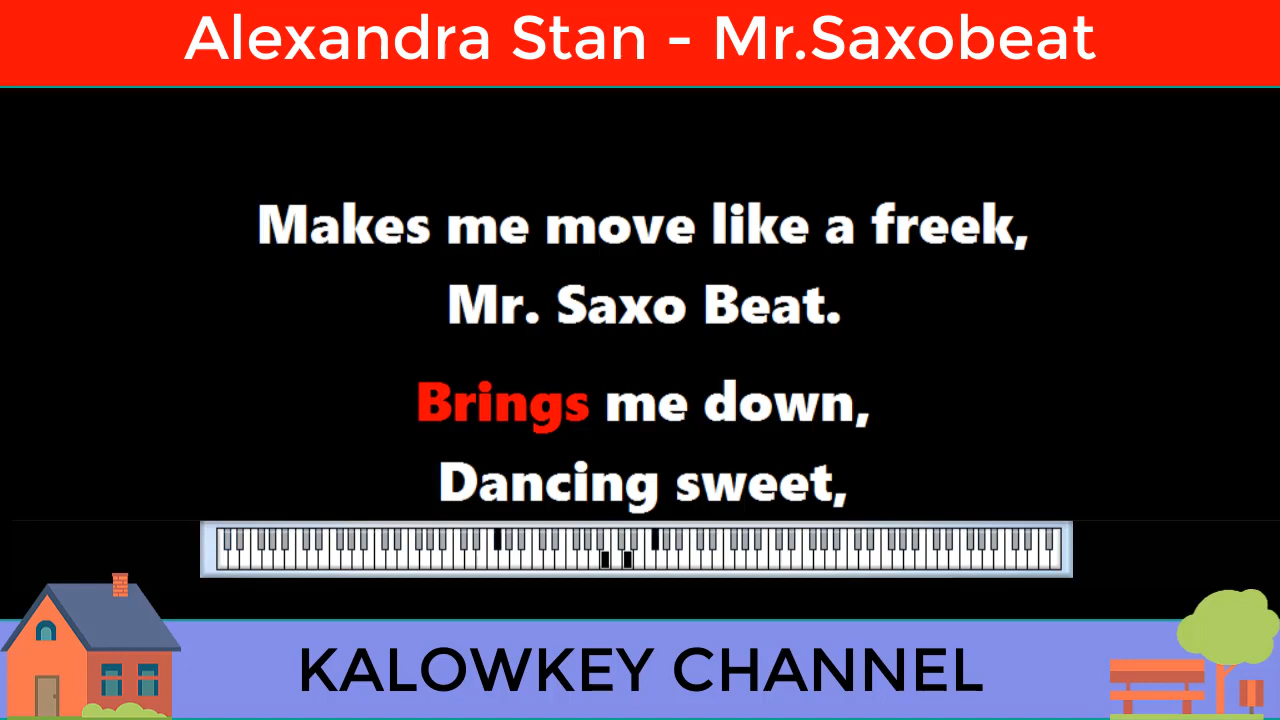 Alexandra Stan - Mr.Saxobeat
Makes me move like a freek,
Mr. Saxo Beat.
Brings me down,
Dancing sweet,
KALOWKEY CHANNEL